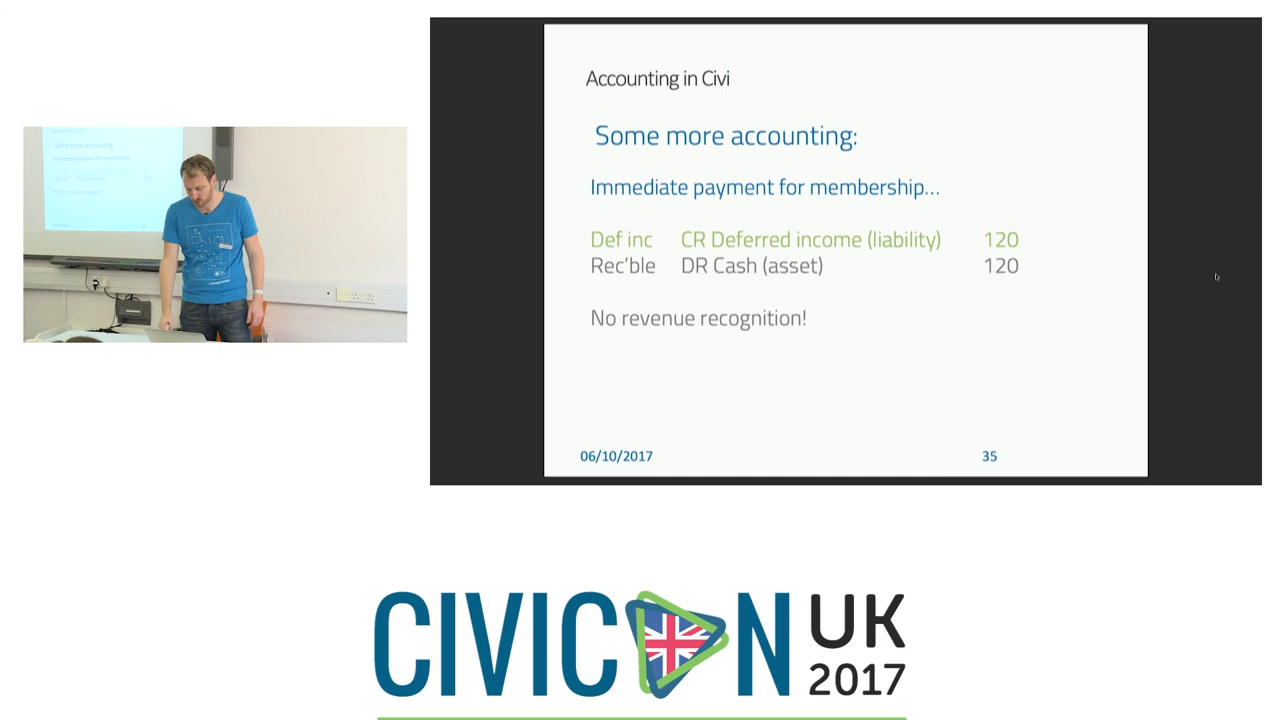 Accounting in Civi
Some more accounting:
Immediate payment for membership...
Def inc CR Deferred income (liability) 120
Rec'ble DR Cash (asset) 120
No revenue recognition!
06/10/2017 35
CIVICON UK
2017